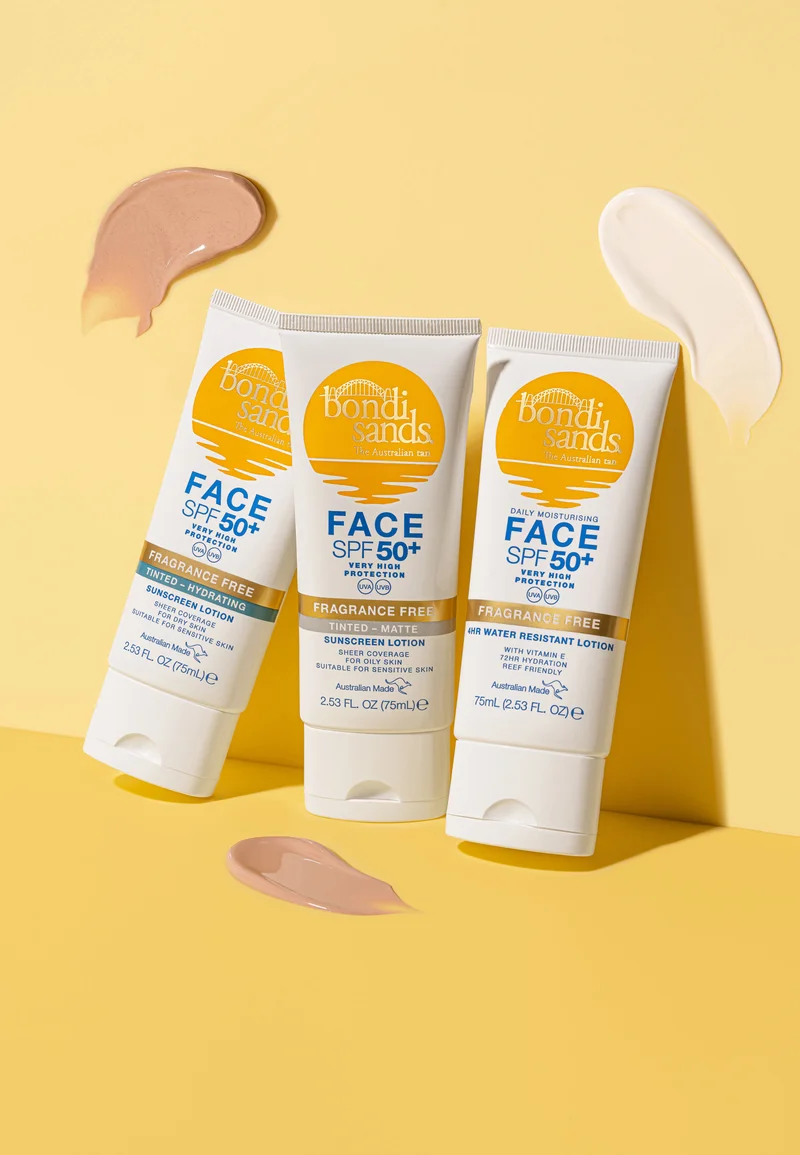 bondi
sands
The Australian tan
FACE
SPF 50+
VERY HIGH
PROTECTION
UVA UVB
FRAGRANCE FREE
TINTED – HYDRATING
SUNSCREEN LOTION
SHEER COVERAGE
FOR DRY SKIN
SUITABLE FOR SENSITIVE SKIN
Australian Made
2.53 FL. OZ (75mL) ℮
bondi
sands
The Australian tan
FACE
SPF 50+
VERY HIGH
PROTECTION
UVA UVB
FRAGRANCE FREE
TINTED – MATTE
SUNSCREEN LOTION
SHEER COVERAGE
FOR OILY SKIN
SUITABLE FOR SENSITIVE SKIN
Australian Made
2.53 FL. OZ (75mL) ℮
bondi
sands
The Australian tan
DAILY MOISTURISING
FACE
SPF 50+
VERY HIGH
PROTECTION
UVA UVB
FRAGRANCE FREE
4HR WATER RESISTANT LOTION
WITH VITAMIN E
72HR HYDRATION
REEF FRIENDLY
Australian Made
75mL (2.53 FL. OZ) ℮